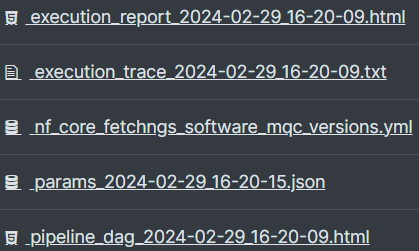 execution_report_2024-02-29_16-20-09.html
execution_trace_2024-02-29_16-20-09.txt
nf_core_fetchngs_software_mqc_versions.yml
params_2024-02-29_16-20-15.json
pipeline_dag_2024-02-29_16-20-09.html